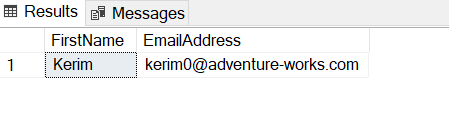 Results Messages
FirstName EmailAddress
1 Kerim kerim0@adventure-works.com